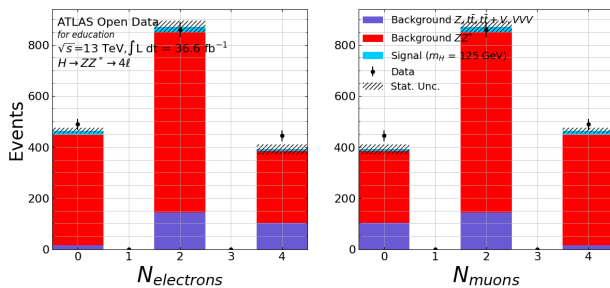 ATLAS Open Data
for education
√s=13 TeV,∫L dt = 36.6 fb⁻¹
H → ZZ* → 4ℓ
Events
800
600
400
200
0
0 1 2 3 4
N_electrons
Background Z, tt̄, tt̄ + V, VVV
Background ZZ*
Signal (m_H = 125 GeV)
Data
Stat. Unc.
800
600
400
200
0
0 1 2 3 4
N_muons